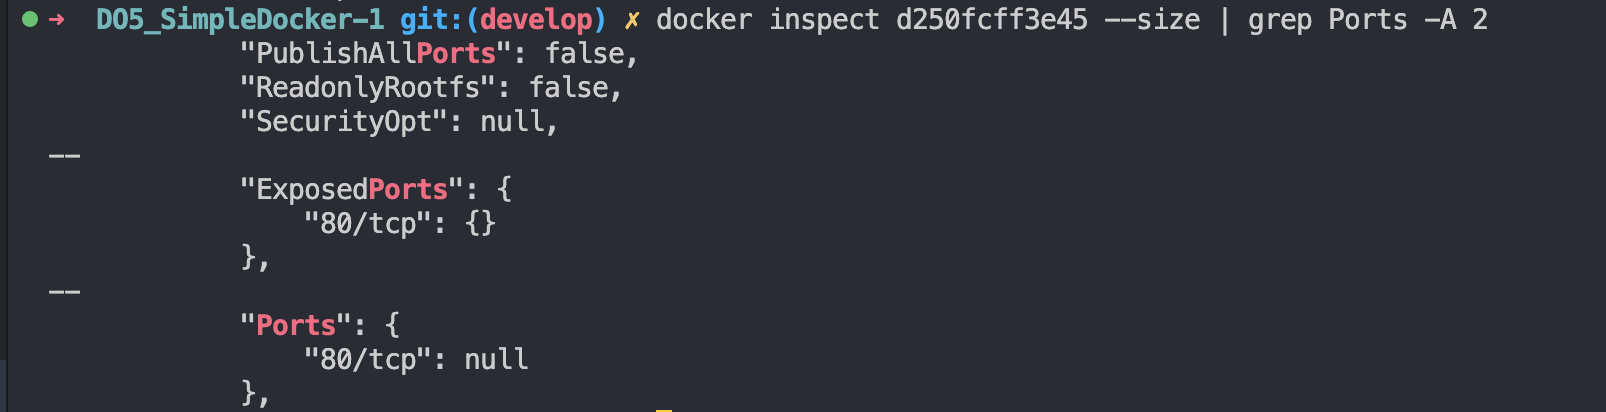 ➜  DO5_SimpleDocker-1 git:(develop) ✗ docker inspect d250fcff3e45 --size | grep Ports -A 2
            "PublishAllPorts": false,
            "ReadonlyRootfs": false,
            "SecurityOpt": null,
--
            "ExposedPorts": {
                "80/tcp": {}
            },
--
            "Ports": {
                "80/tcp": null
            },